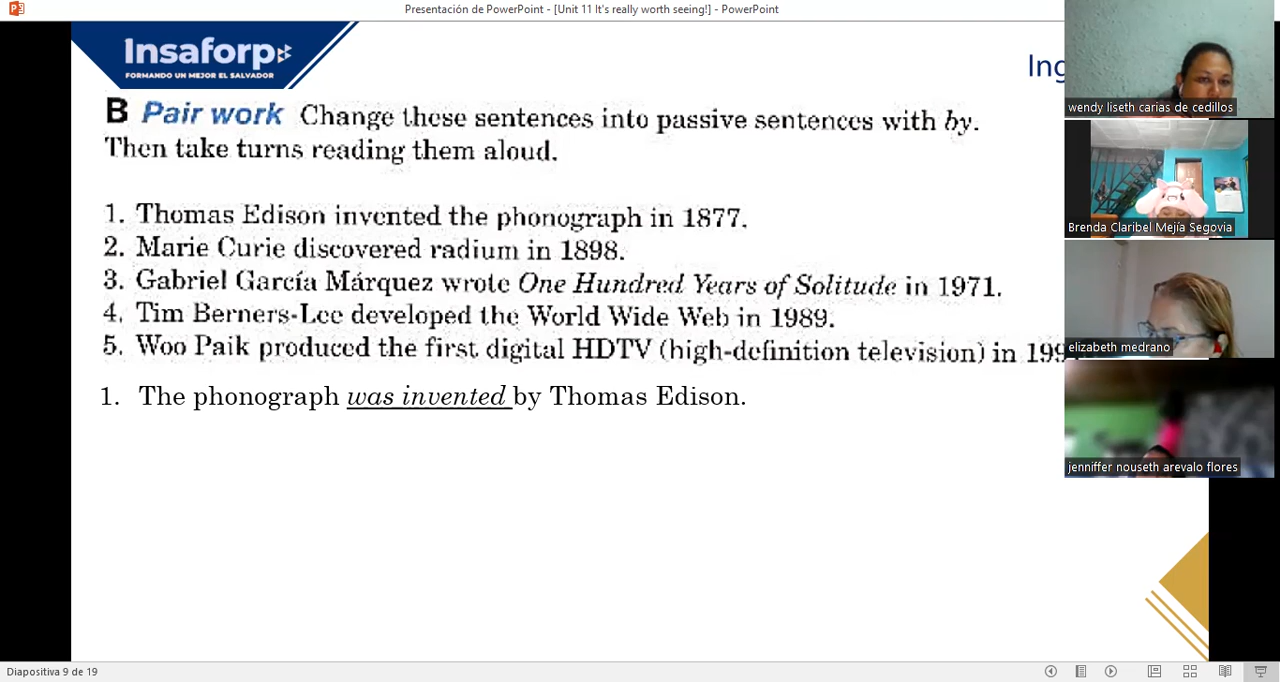 Presentación de PowerPoint - [Unit 11 It's really worth seeing!] - PowerPoint
Insaforp
FORMANDO UN MEJOR EL SALVADOR
Ing
B Pair work Change these sentences into passive sentences with by.
Then take turns reading them aloud.
1. Thomas Edison invented the phonograph in 1877.
2. Marie Curie discovered radium in 1898.
3. Gabriel García Márquez wrote One Hundred Years of Solitude in 1971.
4. Tim Berners-Lee developed the World Wide Web in 1989.
5. Woo Paik produced the first digital HDTV (high-definition television) in 199
1. The phonograph was invented by Thomas Edison.
wendy liseth carias de cedillos
Brenda Claribel Mejía Segovia
elizabeth medrano
jenniffer nouseth arevalo flores
Diapositiva 9 de 19